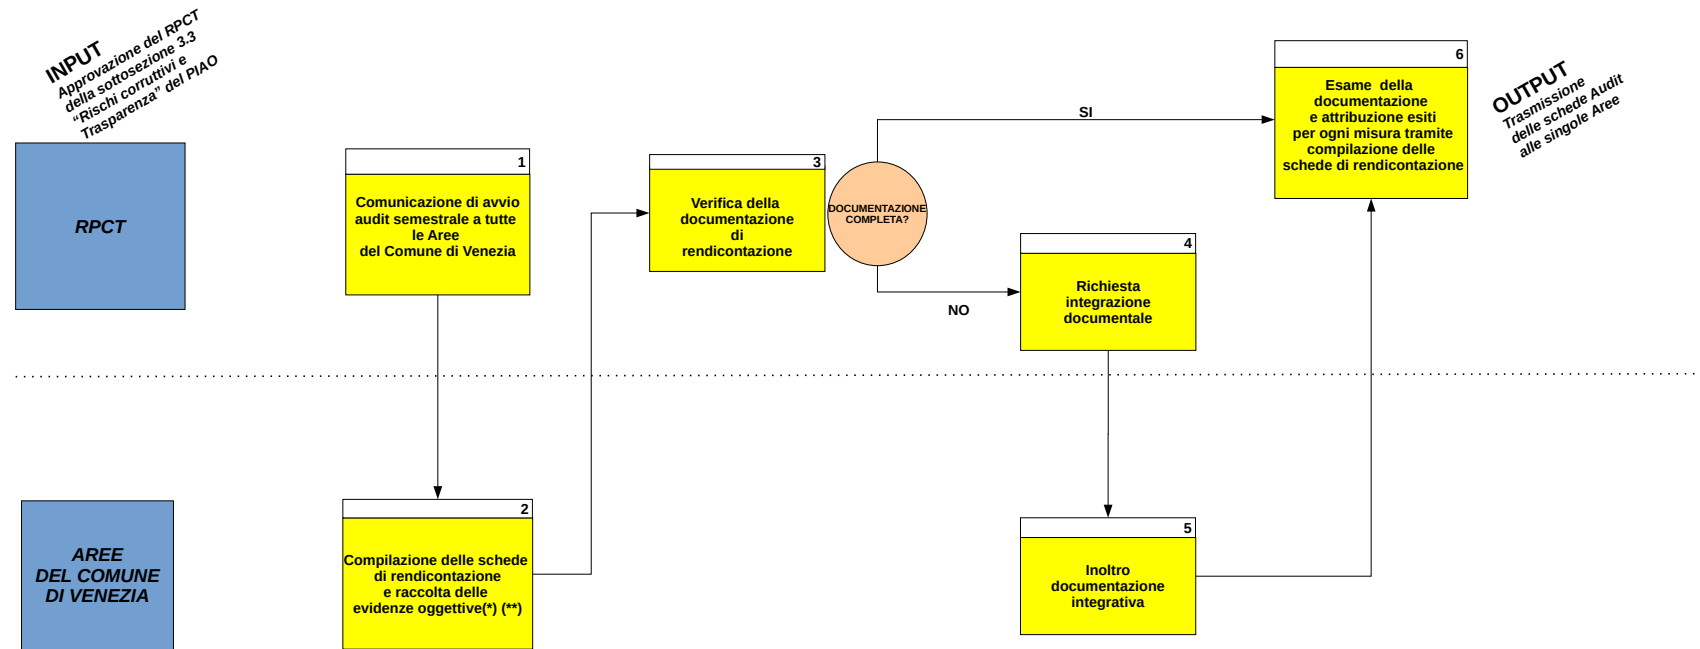 INPUT
Approvazione del RPCT
della sottosezione 3.3
“Rischi corruttivi e
Trasparenza” del PIAO
RPCT
1
Comunicazione di avvio
audit semestrale a tutte
le Aree
del Comune di Venezia
3
Verifica della
documentazione
di
rendicontazione
DOCUMENTAZIONE
COMPLETA?
SI
NO
4
Richiesta
integrazione
documentale
6
Esame della
documentazione
e attribuzione esiti
per ogni misura tramite
compilazione delle
schede di rendicontazione
OUTPUT
Trasmissione
delle schede Audit
alle singole Aree
AREE
DEL COMUNE
DI VENEZIA
2
Compilazione delle schede
di rendicontazione
e raccolta delle
evidenze oggettive(*) (**)
5
Inoltro
documentazione
integrativa